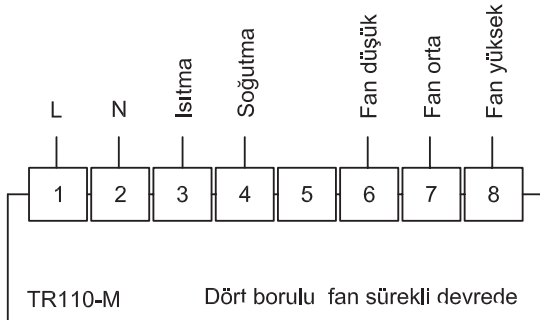 L N Isıtma Soğutma Fan düşük Fan orta Fan yüksek
1 2 3 4 5 6 7 8
TR110-M Dört borulu fan sürekli devrede